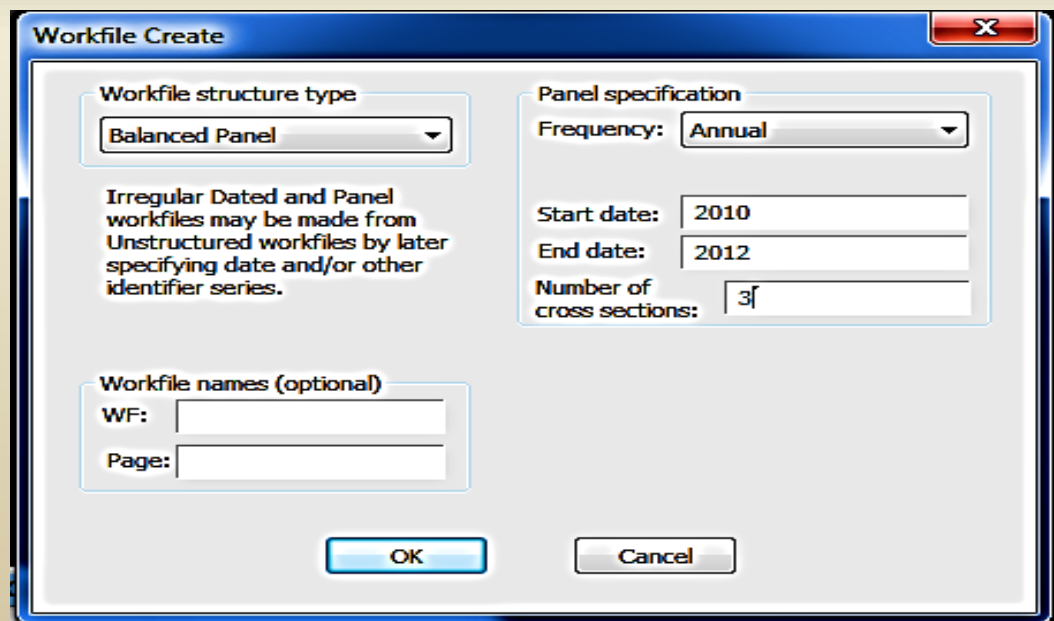 Workfile Create
X
Workfile structure type
Balanced Panel
Irregular Dated and Panel
workfiles may be made from
Unstructured workfiles by later
specifying date and/or other
identifier series.
Panel specification
Frequency: Annual
Start date: 2010
End date: 2012
Number of
cross sections: 3
Workfile names (optional)
WF:
Page:
OK Cancel